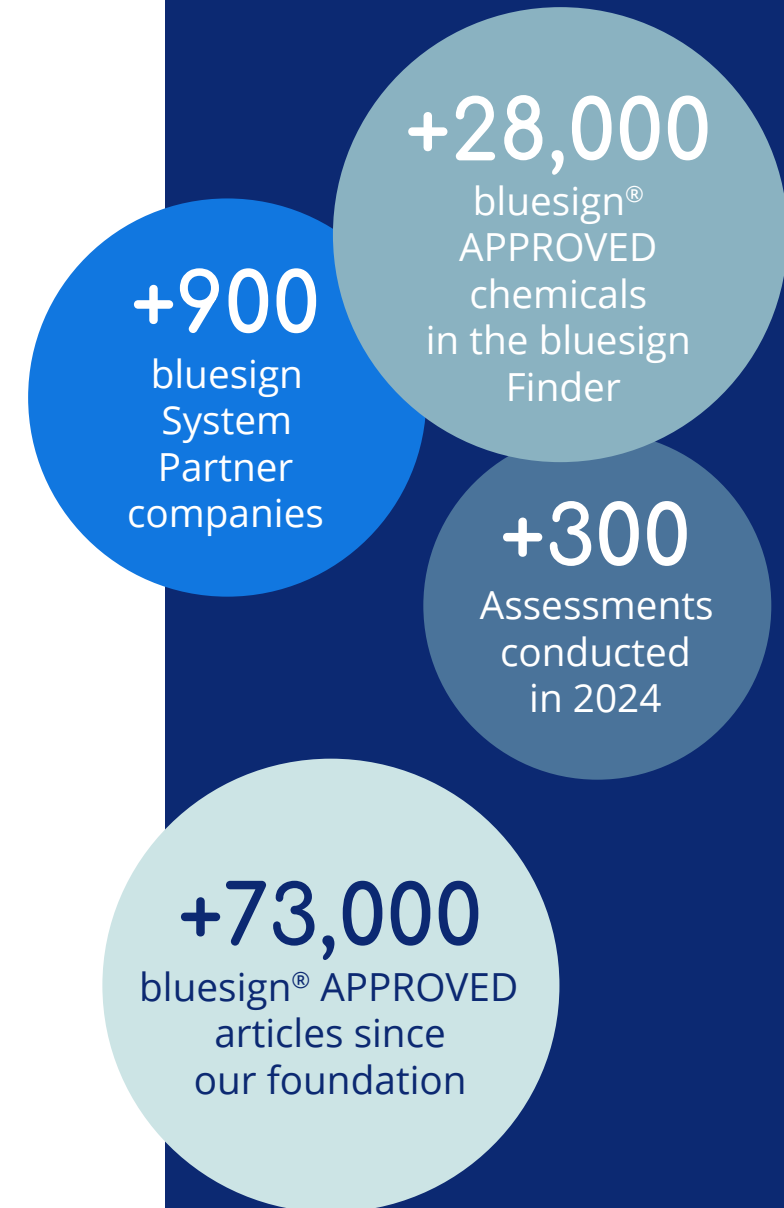 +28,000
bluesign®
APPROVED
chemicals
in the bluesign
Finder
+900
bluesign
System
Partner
companies
+300
Assessments
conducted
in 2024
+73,000
bluesign® APPROVED
articles since
our foundation